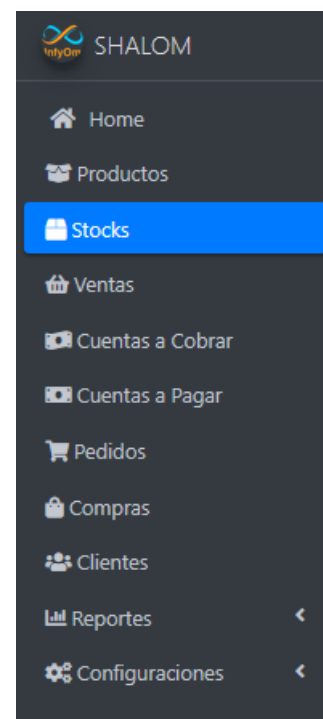 InfyOm
SHALOM
Home
Productos
Stocks
Ventas
Cuentas a Cobrar
Cuentas a Pagar
Pedidos
Compras
Clientes
Reportes
Configuraciones